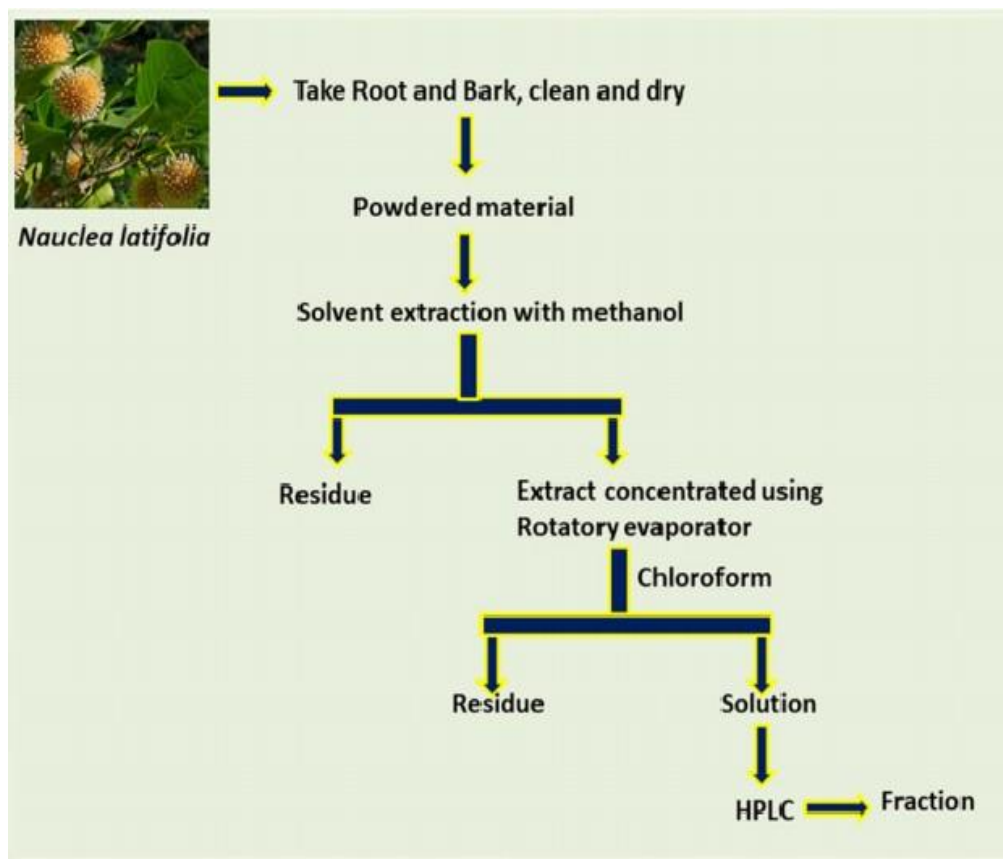 Take Root and Bark, clean and dry
Nauclea latifolia
Powdered material
Solvent extraction with methanol
Residue
Extract concentrated using
Rotatory evaporator
Chloroform
Residue
Solution
HPLC
Fraction